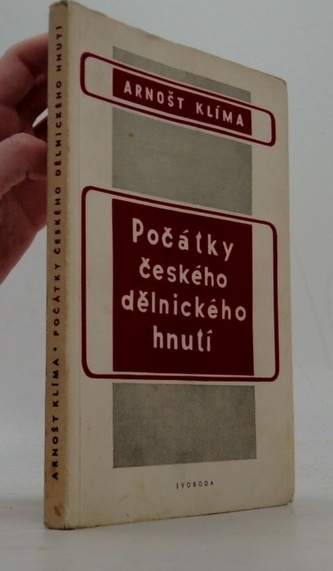 ARNOŠT KLÍMA • POČÁTKY ČESKÉHO DĚLNICKÉHO HNUTÍ
ARNOŠT KLÍMA
Počátky
českého
dělnického
hnutí
SVOBODA